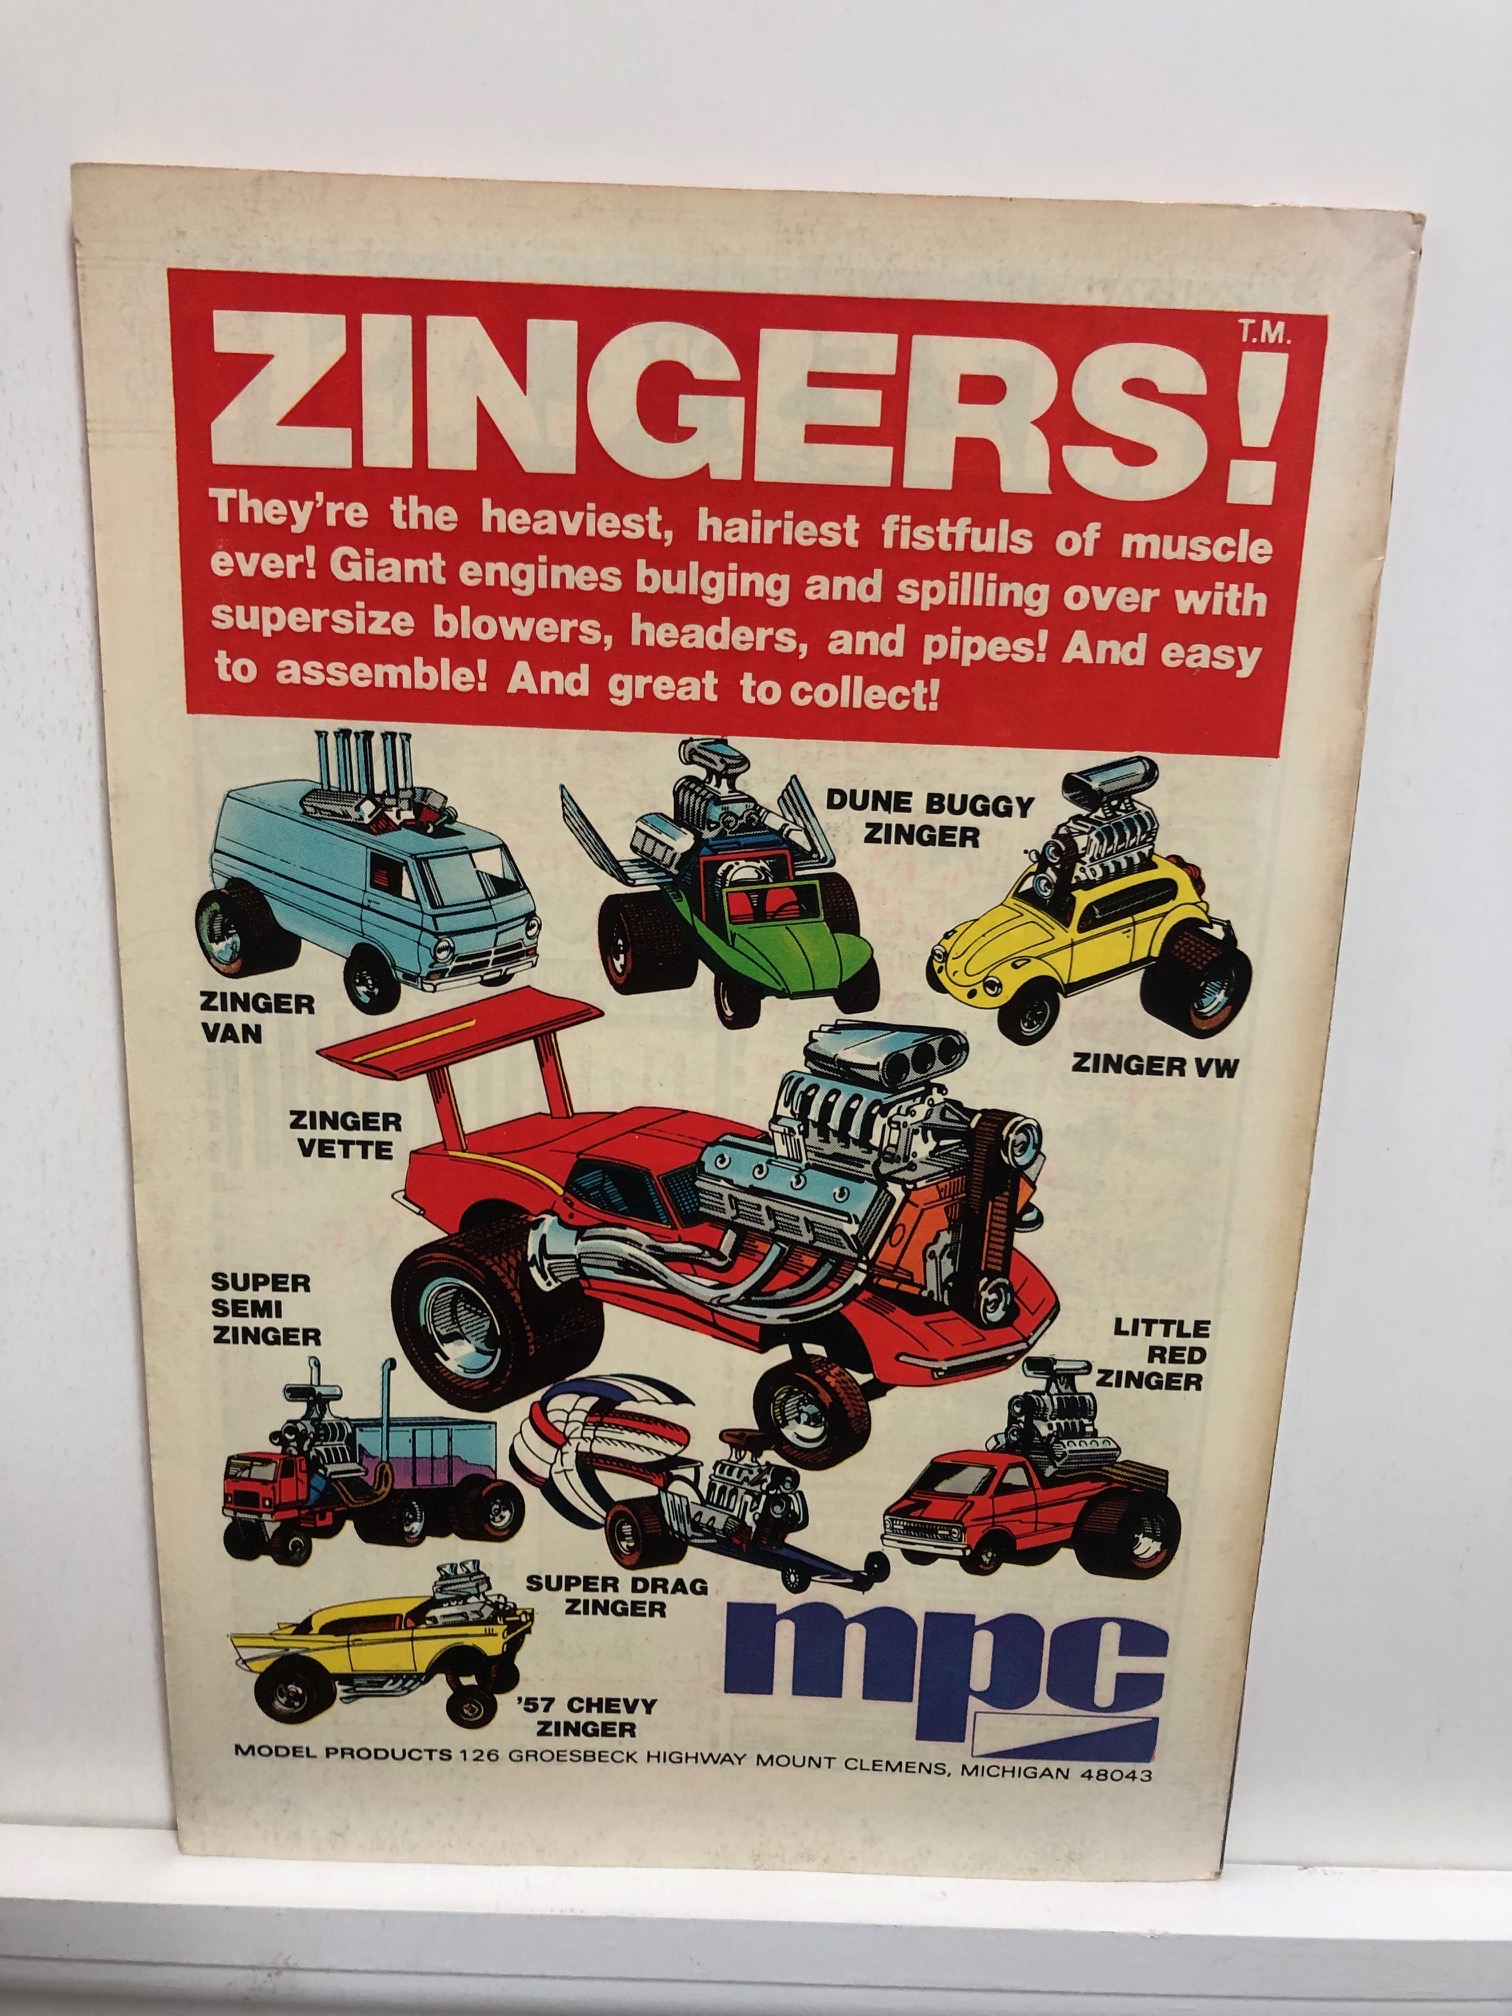 ZINGERS!
T.M.
They're the heaviest, hairiest fistfuls of muscle
ever! Giant engines bulging and spilling over with
supersize blowers, headers, and pipes! And easy
to assemble! And great to collect!
DUNE BUGGY
ZINGER
ZINGER
VAN
ZINGER VW
ZINGER
VETTE
SUPER
SEMI
ZINGER
LITTLE
RED
ZINGER
SUPER DRAG
ZINGER
'57 CHEVY
ZINGER
mpc
MODEL PRODUCTS 126 GROESBECK HIGHWAY MOUNT CLEMENS, MICHIGAN 48043